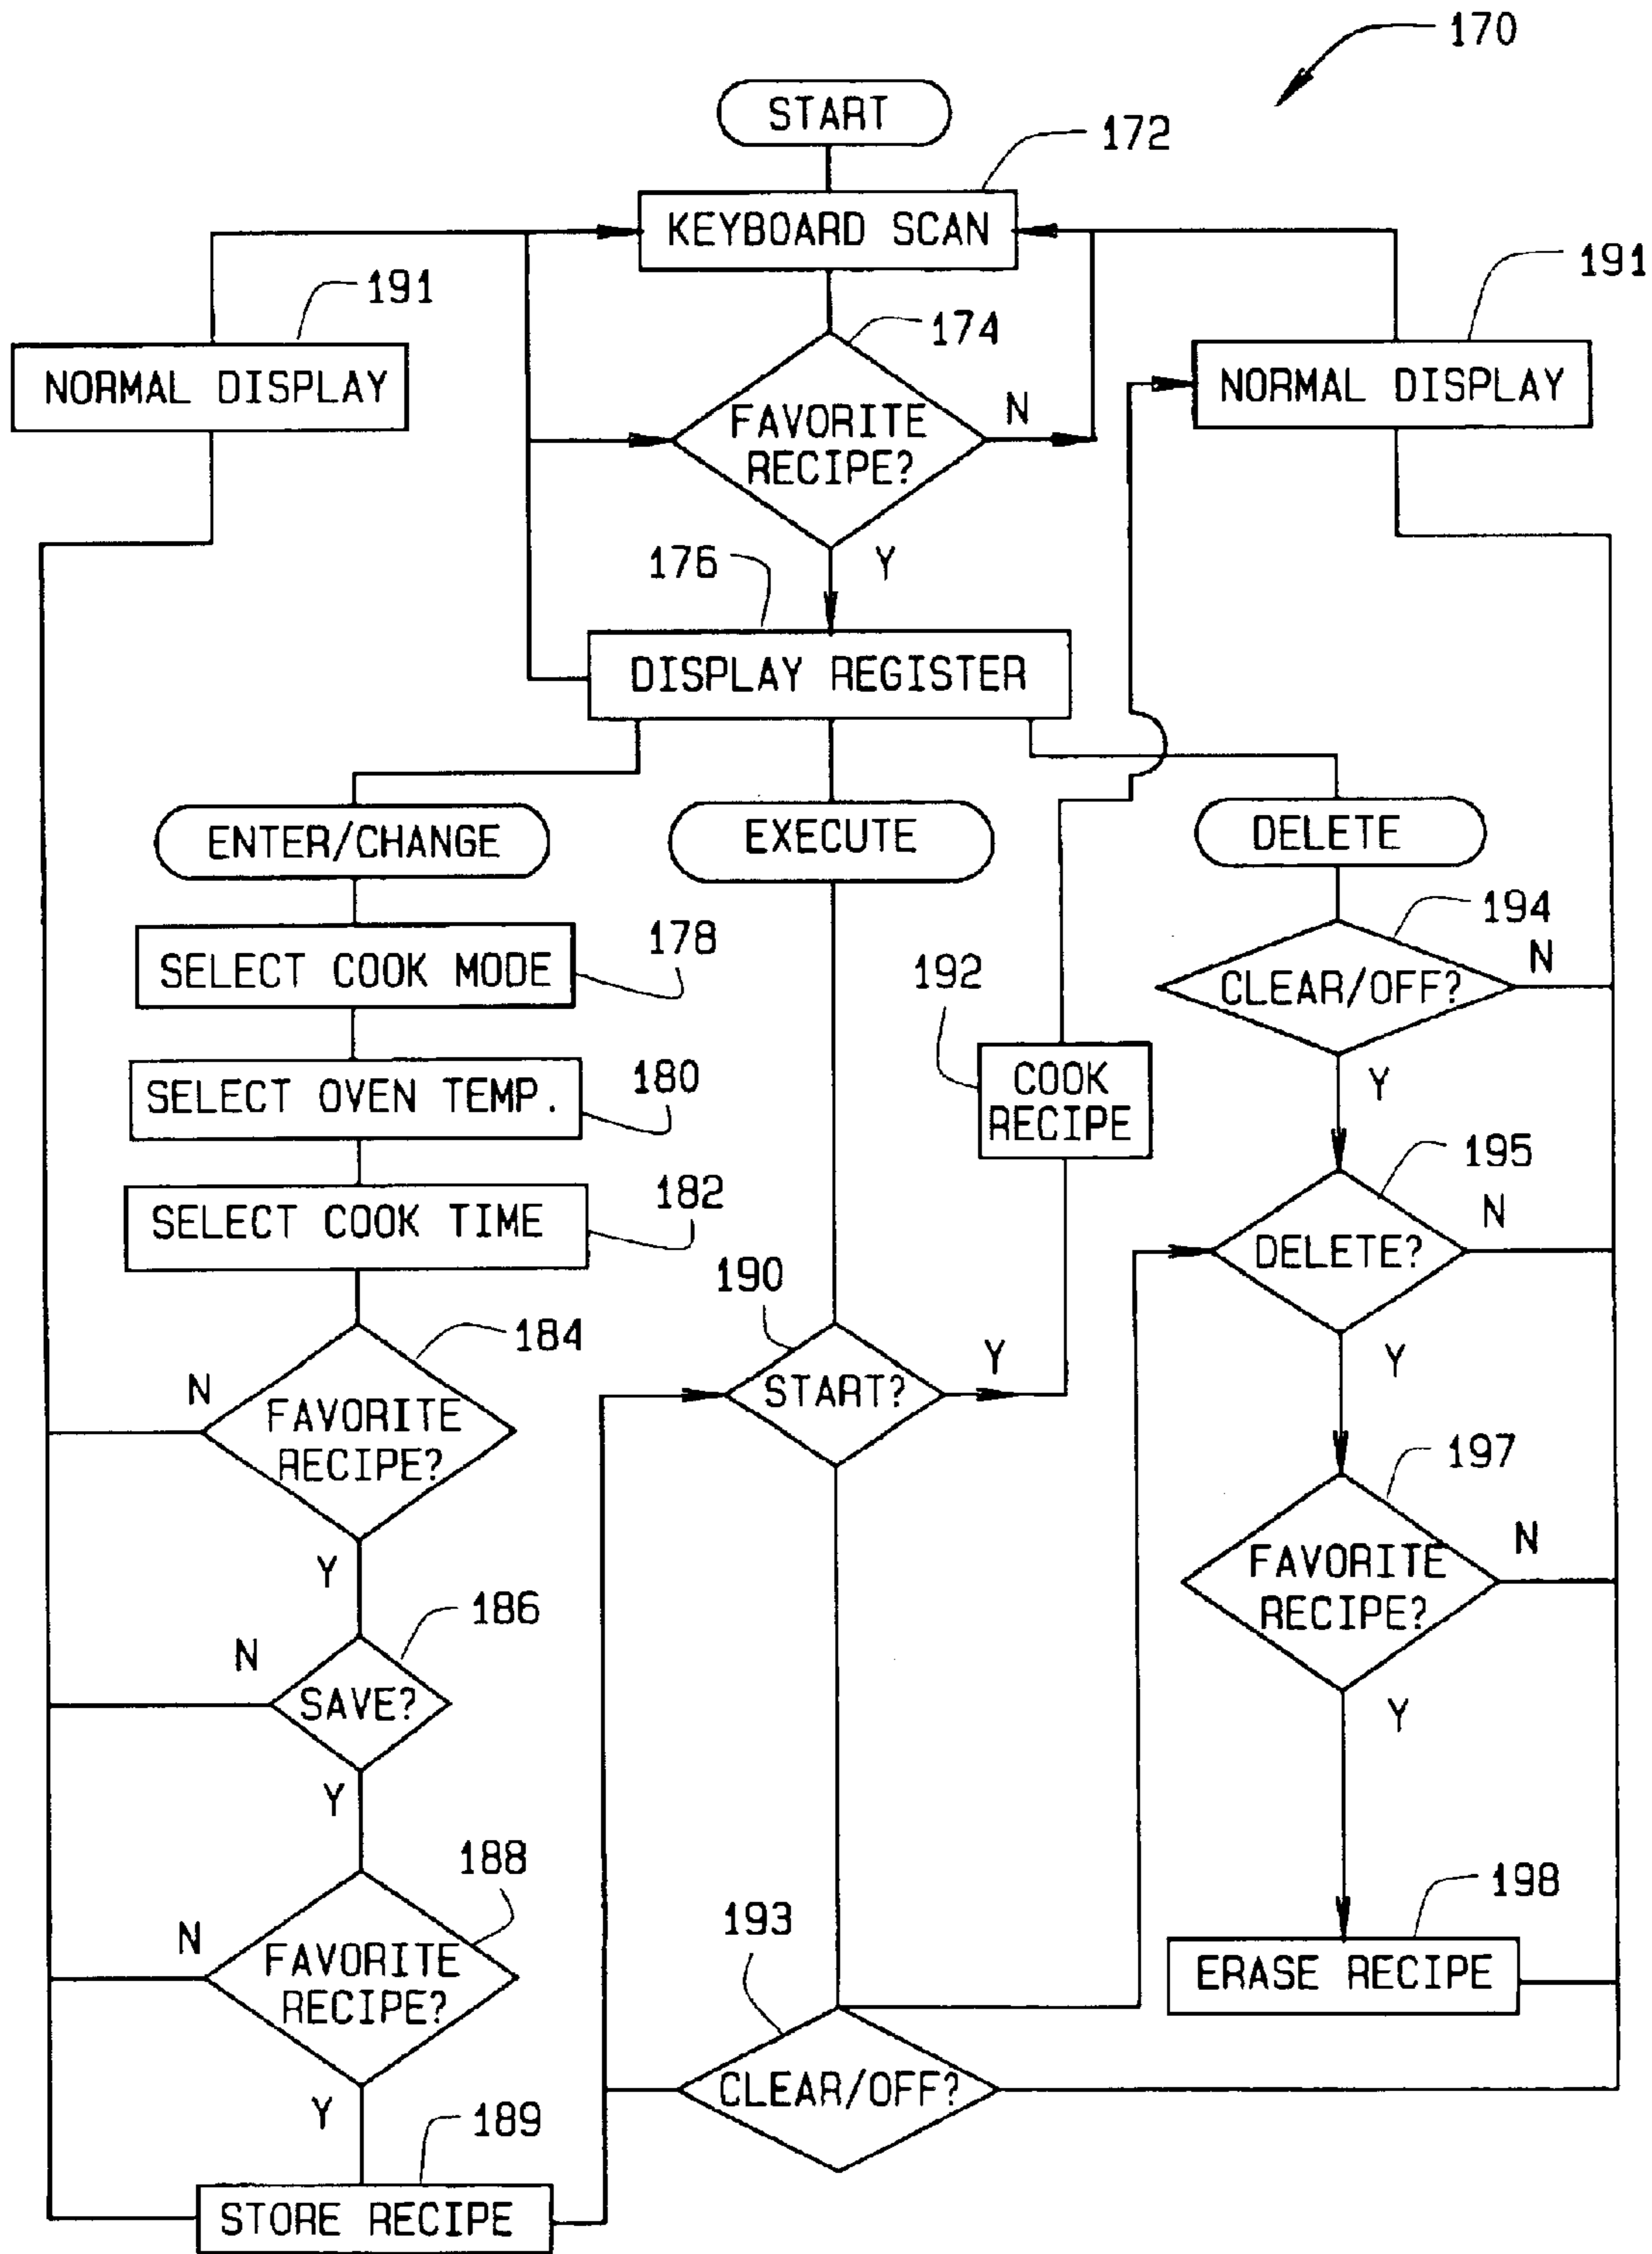 170
START
172
KEYBOARD SCAN
191
NORMAL DISPLAY
174
FAVORITE
RECIPE?
N
Y
191
NORMAL DISPLAY
176
DISPLAY REGISTER
ENTER/CHANGE
EXECUTE
DELETE
SELECT COOK MODE
178
SELECT OVEN TEMP.
180
SELECT COOK TIME
182
184
N
FAVORITE
RECIPE?
Y
186
N
SAVE?
Y
188
N
FAVORITE
RECIPE?
Y
189
STORE RECIPE
190
START?
Y
192
COOK
RECIPE
193
CLEAR/OFF?
194
N
CLEAR/OFF?
Y
195
N
DELETE?
Y
197
N
FAVORITE
RECIPE?
Y
198
ERASE RECIPE